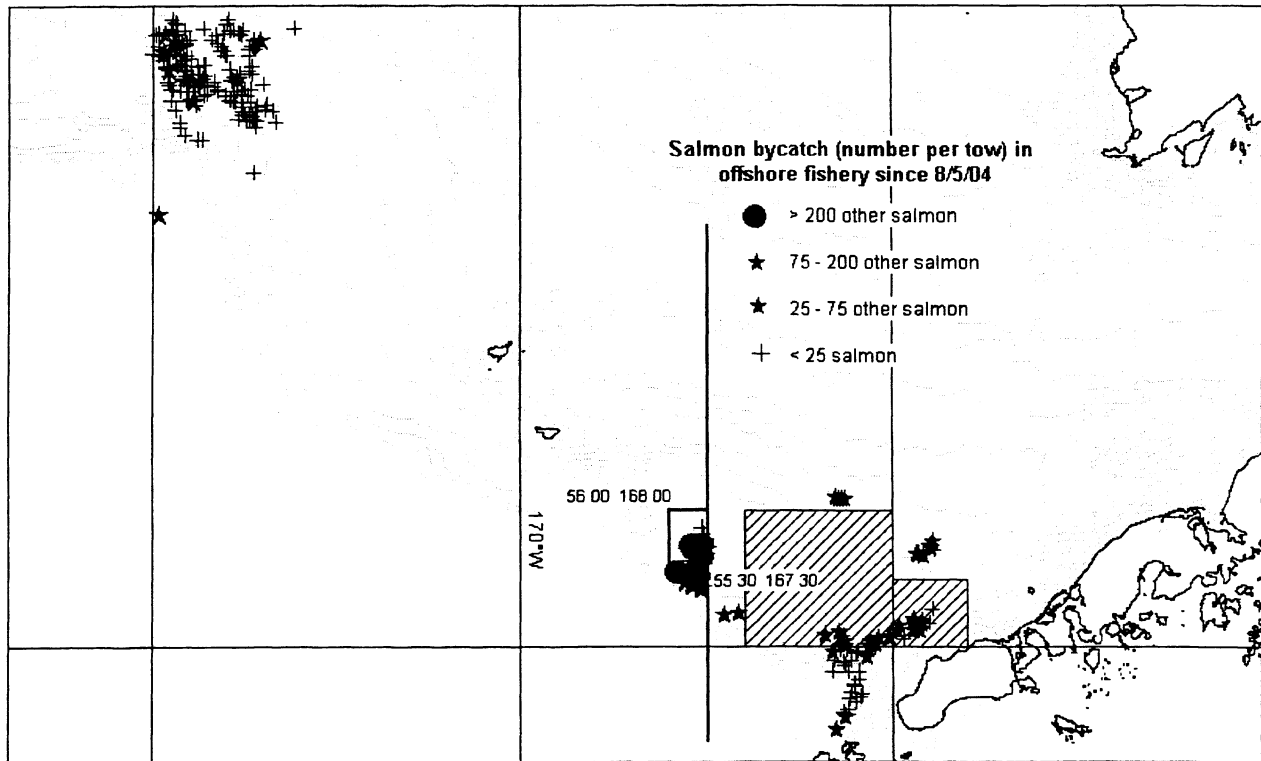 Salmon bycatch (number per tow) in
offshore fishery since 8/5/04
> 200 other salmon
75 - 200 other salmon
25 - 75 other salmon
< 25 salmon
56 00 168 00
170°W
55 30 167 30